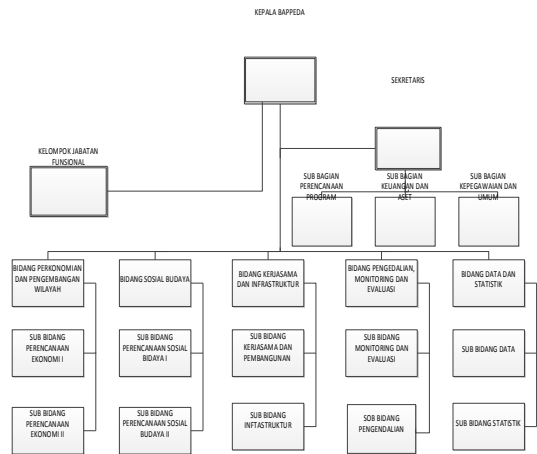 KEPALA BAPPEDA
SEKRETARIS
KELOMPOK JABATAN
FUNSIONAL
SUB BAGIAN
PERENCANAAN
PROGRAM
SUB BAGIAN
KEUANGAN DAN
ASET
SUB BAGIAN
KEPEGAWAIAN DAN
UMUM
BIDANG PERKONOMIAN
DAN PENGEMBANGAN
WILAYAH
BIDANG SOSIAL BUDAYA
BIDANG KERJASAMA
DAN INFRASTRUKTUR
BIDANG PENGEDALIAN,
MONITORING DAN
EVALUASI
BIDANG DATA DAN
STATISTIK
SUB BIDANG
PERENCANAAN
EKONOMI I
SUB BIDANG
PERENCANAAN SOSIAL
BIDAYA I
SUB BIDANG
KERJASAMA DAN
PEMBANGUNAN
SUB BIDANG
MONITORING DAN
EVALUASI
SUB BIDANG DATA
SUB BIDANG
PERENCANAAN
EKONOMI II
SUB BIDANG
PERENCANAAN SOSIAL
BUDAYA II
SUB BIDANG
INFTASTRUKTUR
SOB BIDANG
PENGENDALIAN
SUB BIDANG STATISTIK